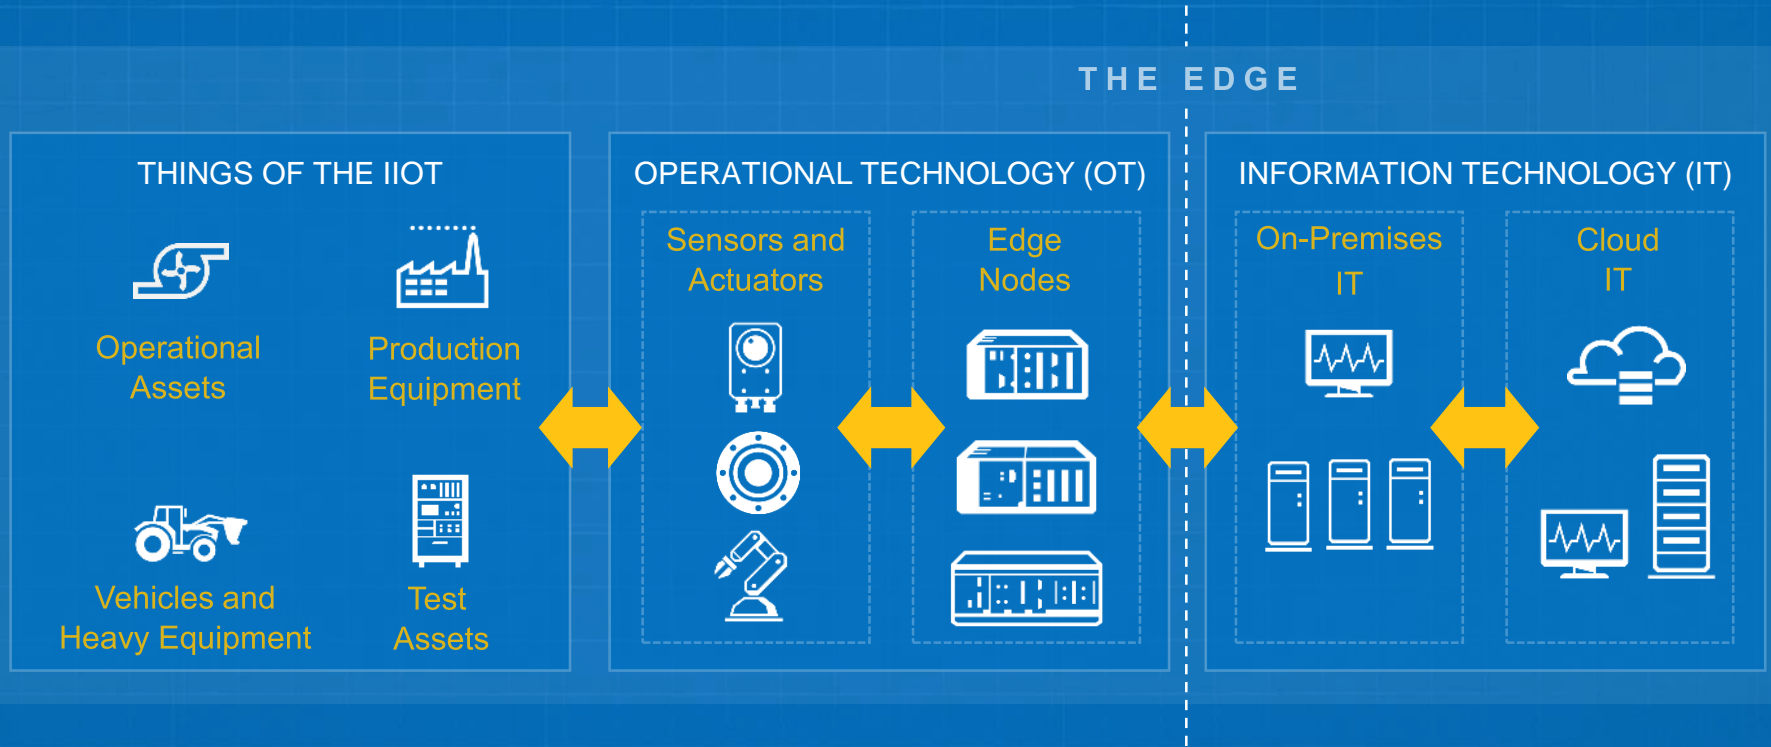 THE EDGE
THINGS OF THE IIOT
Operational
Assets
Production
Equipment
Vehicles and
Heavy Equipment
Test
Assets
OPERATIONAL TECHNOLOGY (OT)
Sensors and
Actuators
Edge
Nodes
INFORMATION TECHNOLOGY (IT)
On-Premises
IT
Cloud
IT